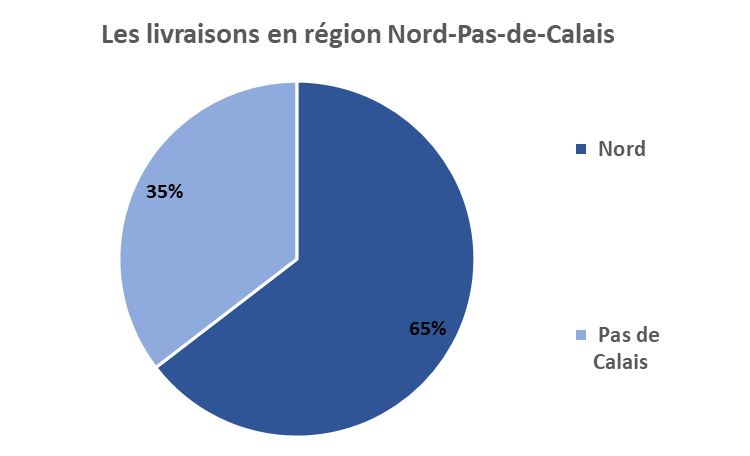 Les livraisons en région Nord-Pas-de-Calais
35%
65%
Nord
Pas de
Calais